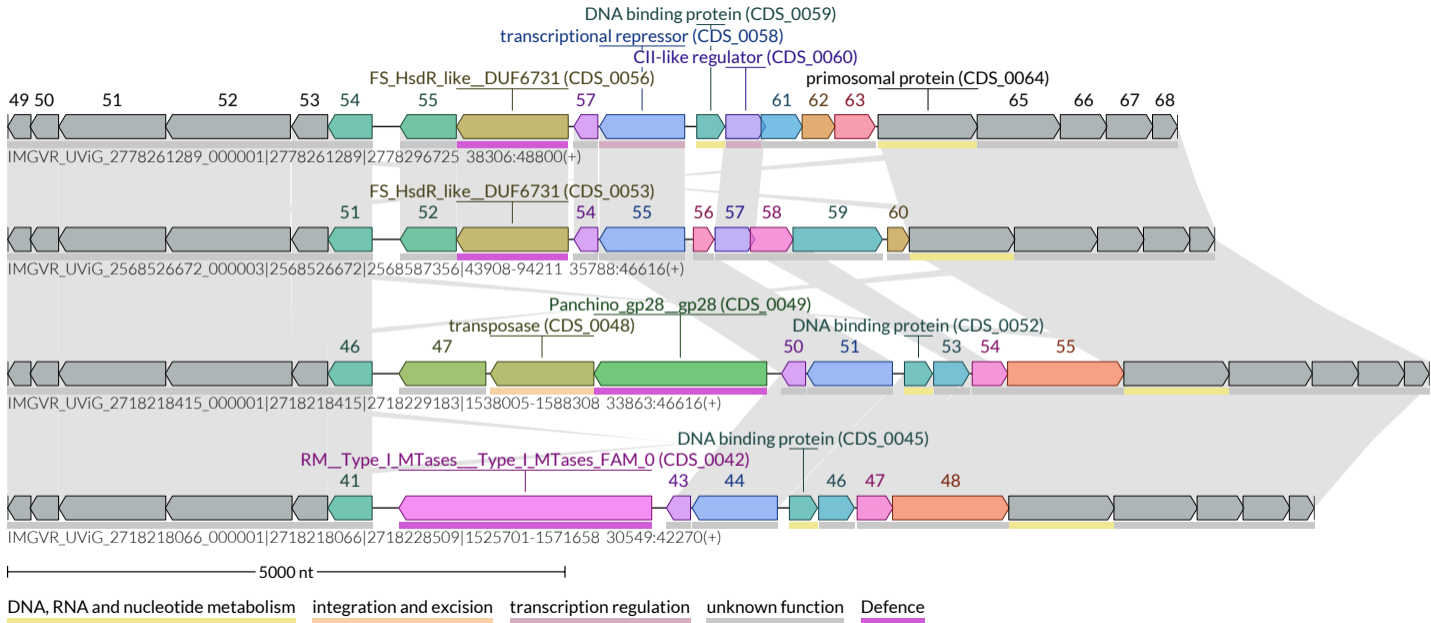 DNA binding protein (CDS_0059)
transcriptional repressor (CDS_0058)
CII-like regulator (CDS_0060)
FS_HsdR_like__DUF6731 (CDS_0056) primosomal protein (CDS_0064)
49 50 51 52 53 54 55 57 61 62 63 65 66 67 68
IMGVR_UViG_2778261289_000001|2778261289|2778296725 38306:48800(+)
FS_HsdR_like__DUF6731 (CDS_0053)
51 52 54 55 56 57 58 59 60
IMGVR_UViG_2568526672_000003|2568526672|2568587356|43908-94211 35788:46616(+)
Panchino_gp28__gp28 (CDS_0049)
transposase (CDS_0048) DNA binding protein (CDS_0052)
46 47 50 51 53 54 55
IMGVR_UViG_2718218415_000001|2718218415|2718229183|1538005-1588308 33863:46616(+)
DNA binding protein (CDS_0045)
RM__Type_I_MTases___Type_I_MTases_FAM_0 (CDS_0042)
41 43 44 46 47 48
IMGVR_UViG_2718218066_000001|2718218066|2718228509|1525701-1571658 30549:42270(+)
5000 nt
DNA, RNA and nucleotide metabolism integration and excision transcription regulation unknown function Defence